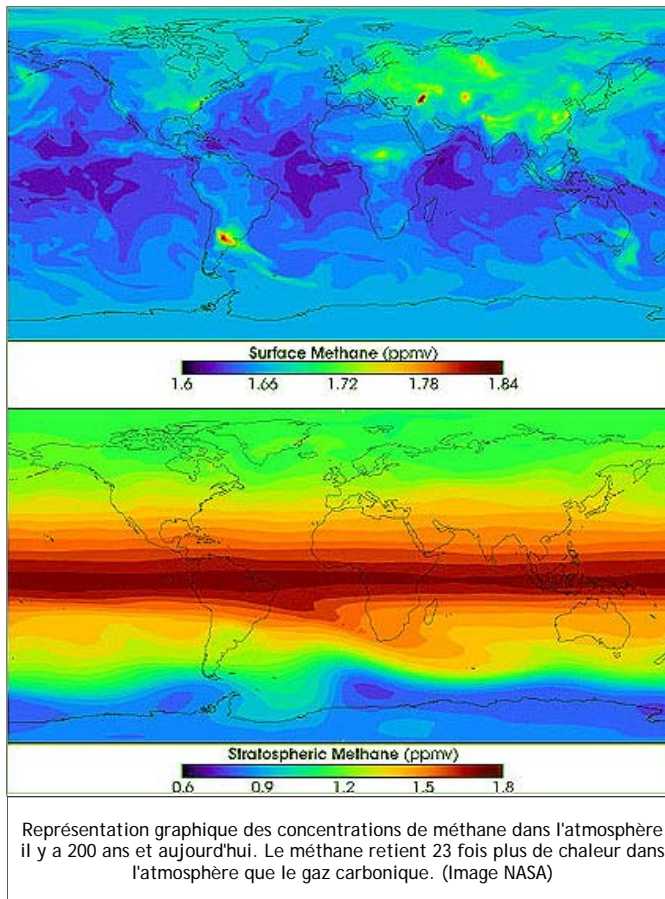 Surface Methane (ppmv)
1.6 1.66 1.72 1.78 1.84
Stratospheric Methane (ppmv)
0.6 0.9 1.2 1.5 1.8
Représentation graphique des concentrations de méthane dans l'atmosphère
il y a 200 ans et aujourd'hui. Le méthane retient 23 fois plus de chaleur dans
l'atmosphère que le gaz carbonique. (Image NASA)